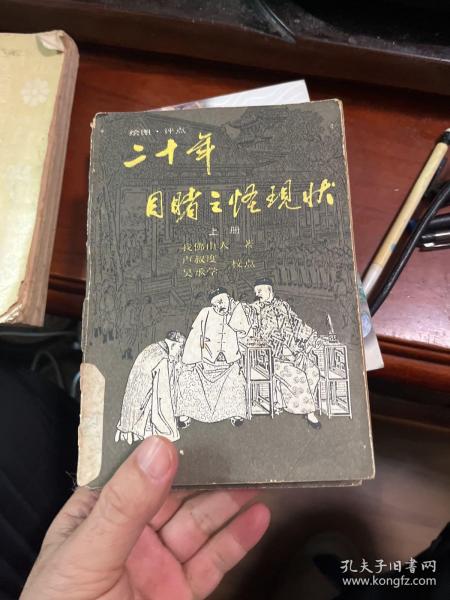 绘图·评点
二十年
目睹之怪现状
上册
我佛山人 著
卢叔度
吴承学 校点
孔夫子旧书网
www.kongfz.com